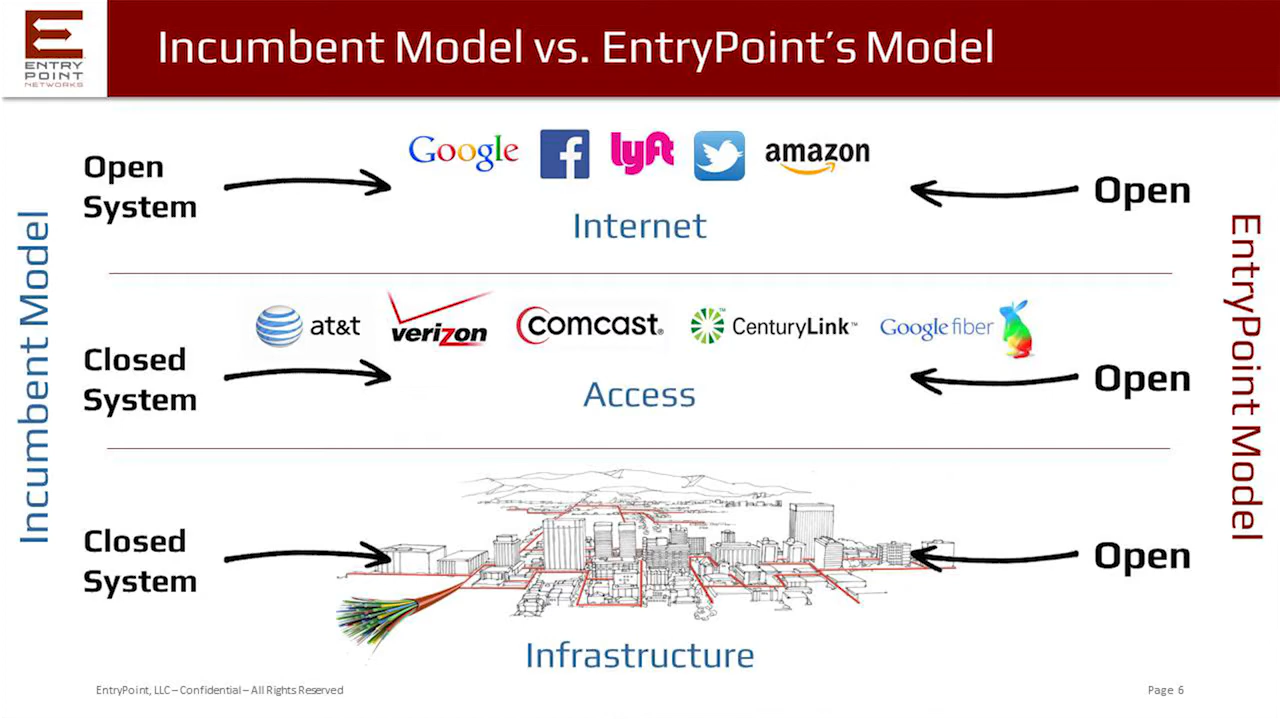 ENTRY
POINT
NETWORKS
Incumbent Model vs. EntryPoint's Model
Incumbent Model
Open
System
Google
f
lyft
amazon
Internet
Open
Closed
System
at&t
verizon
COMCAST®
CenturyLink™
Google fiber
Access
Open
Closed
System
Infrastructure
Open
EntryPoint Model
EntryPoint, LLC – Confidential – All Rights Reserved
Page 6